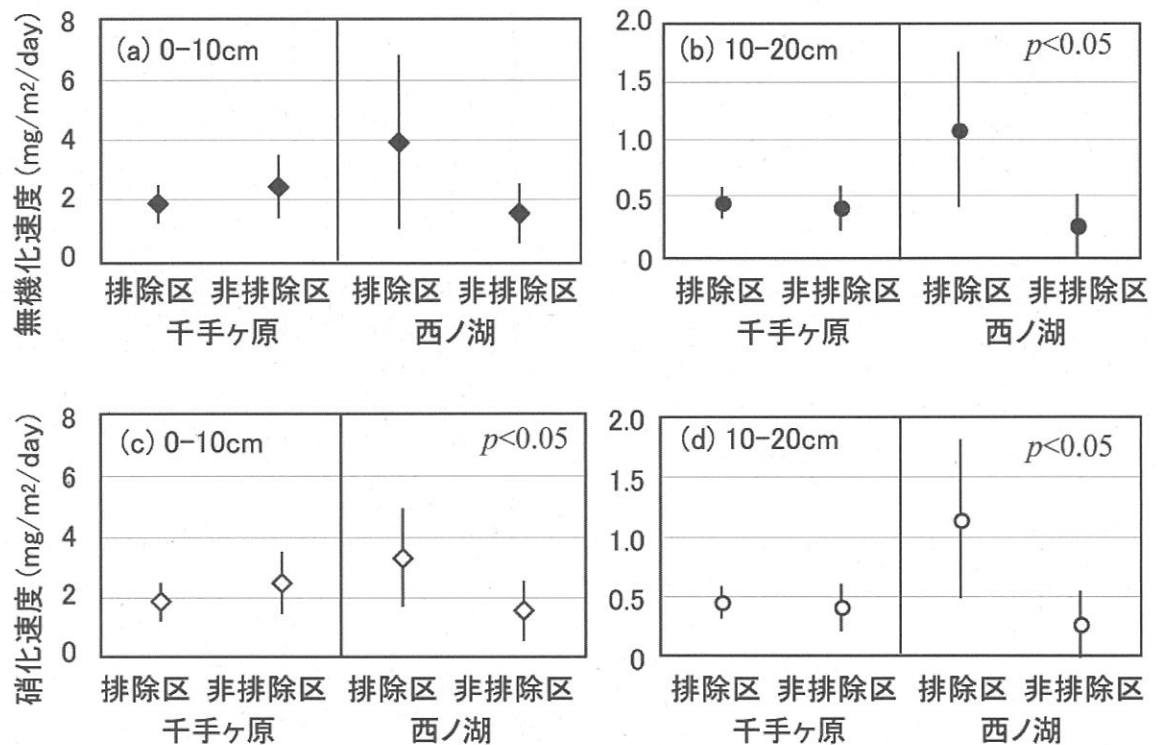 無機化速度 (mg/m²/day)
8
6
4
2
0
(a) 0-10cm
排除区 非排除区 排除区 非排除区
千手ヶ原 西ノ湖
2.0
1.5
1.0
0.5
0
(b) 10-20cm
p<0.05
排除区 非排除区 排除区 非排除区
千手ヶ原 西ノ湖
硝化速度 (mg/m²/day)
8
6
4
2
0
(c) 0-10cm
p<0.05
排除区 非排除区 排除区 非排除区
千手ヶ原 西ノ湖
2.0
1.5
1.0
0.5
0
(d) 10-20cm
p<0.05
排除区 非排除区 排除区 非排除区
千手ヶ原 西ノ湖